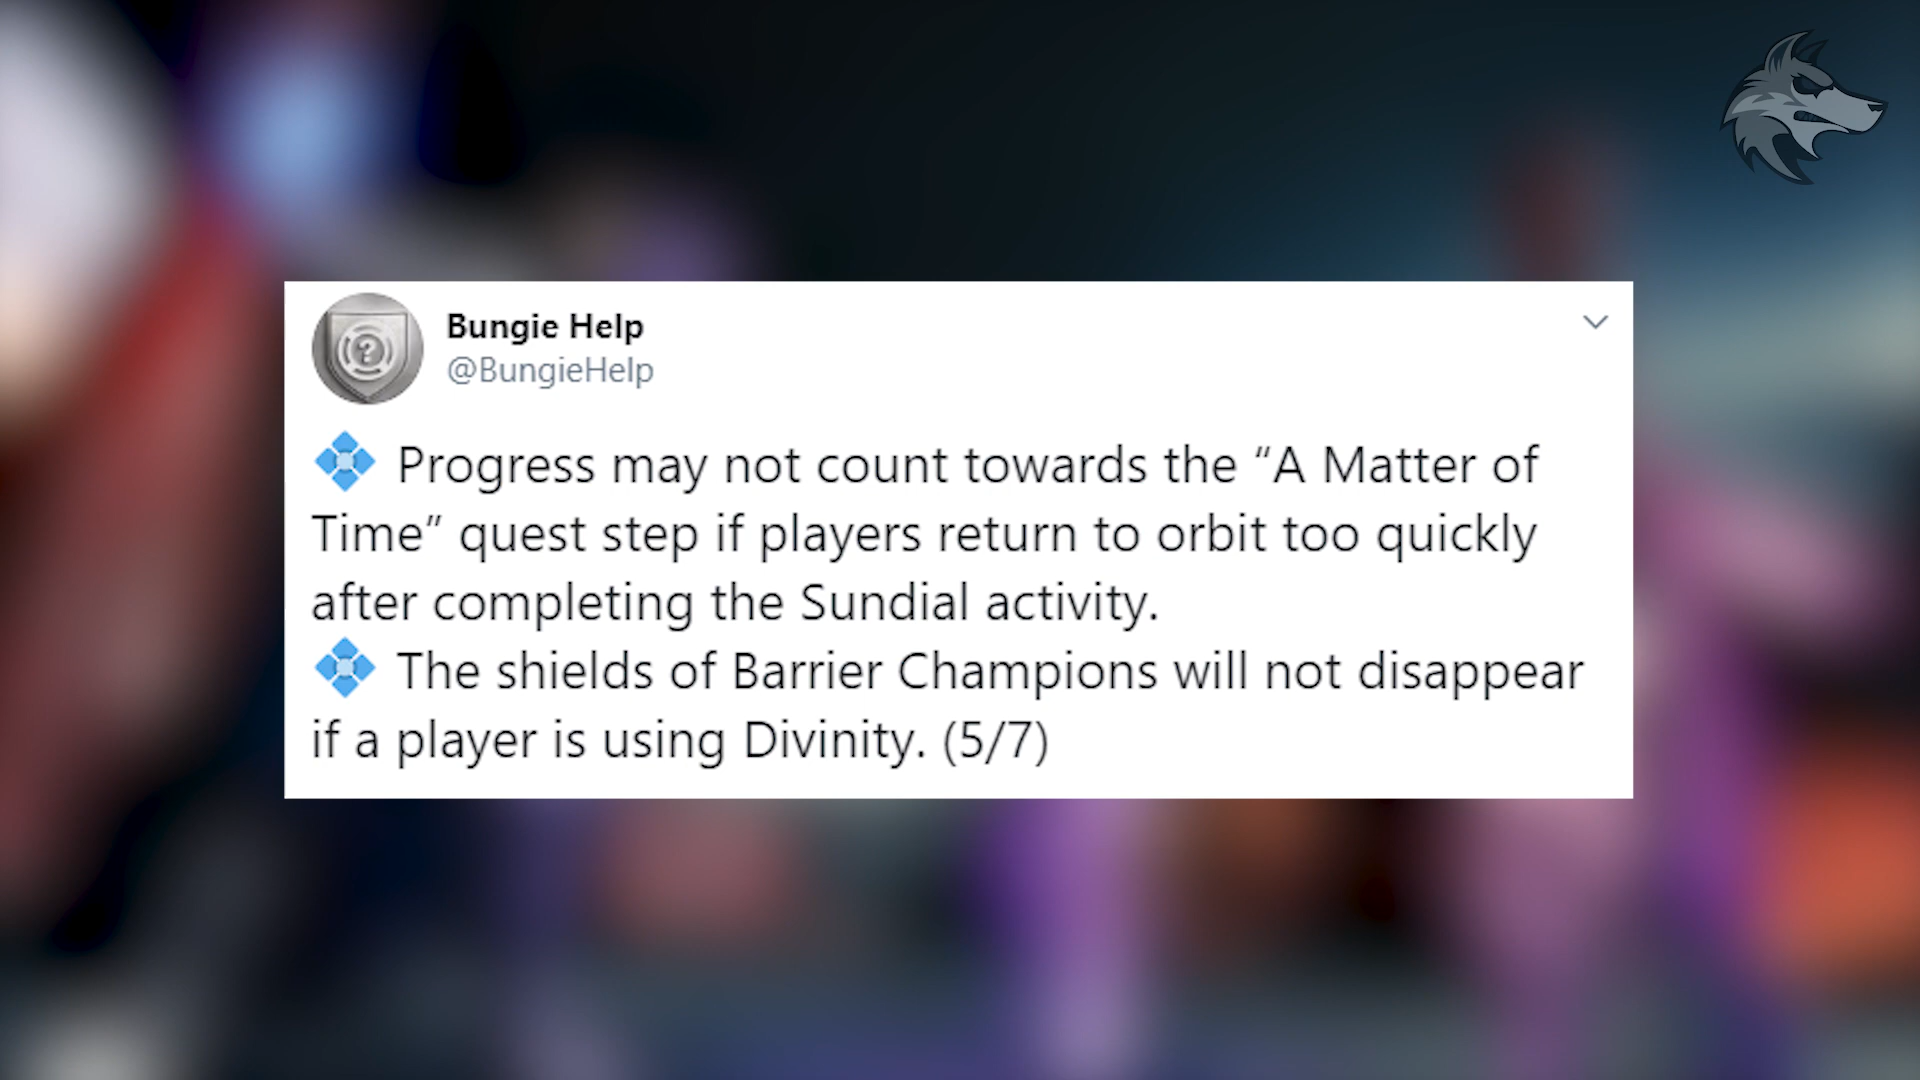 Bungie Help
@BungieHelp
Progress may not count towards the “A Matter of
Time” quest step if players return to orbit too quickly
after completing the Sundial activity.
The shields of Barrier Champions will not disappear
if a player is using Divinity. (5/7)